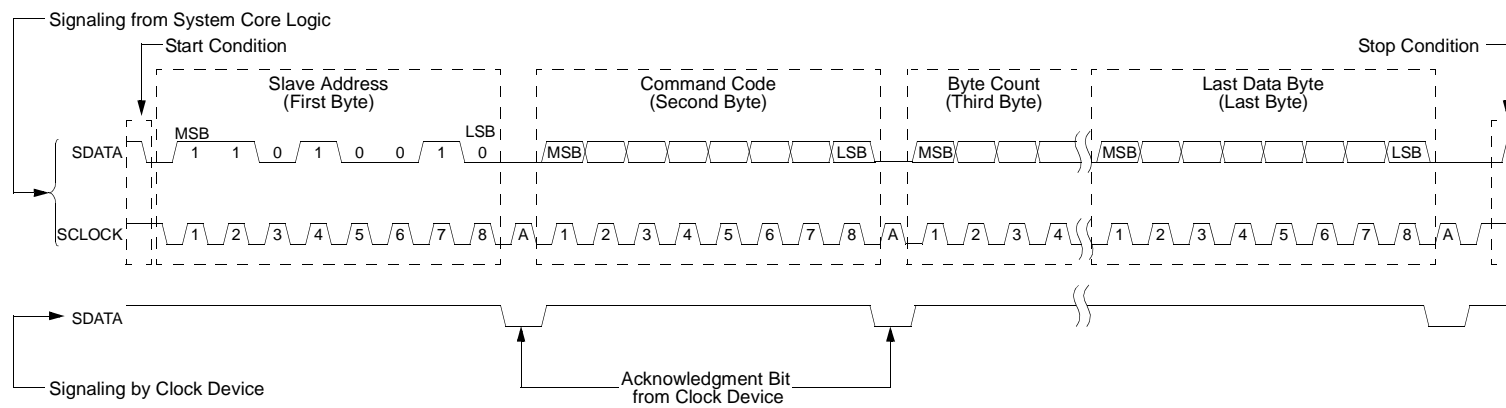 Signaling from System Core Logic
Start Condition
Stop Condition
Slave Address
(First Byte)
Command Code
(Second Byte)
Byte Count
(Third Byte)
Last Data Byte
(Last Byte)
MSB LSB
SDATA 1 1 0 1 0 0 1 0 MSB LSB MSB MSB LSB
SCLOCK 1 2 3 4 5 6 7 8 A 1 2 3 4 5 6 7 8 A 1 2 3 4 1 2 3 4 5 6 7 8 A
SDATA
Signaling by Clock Device
Acknowledgment Bit
from Clock Device